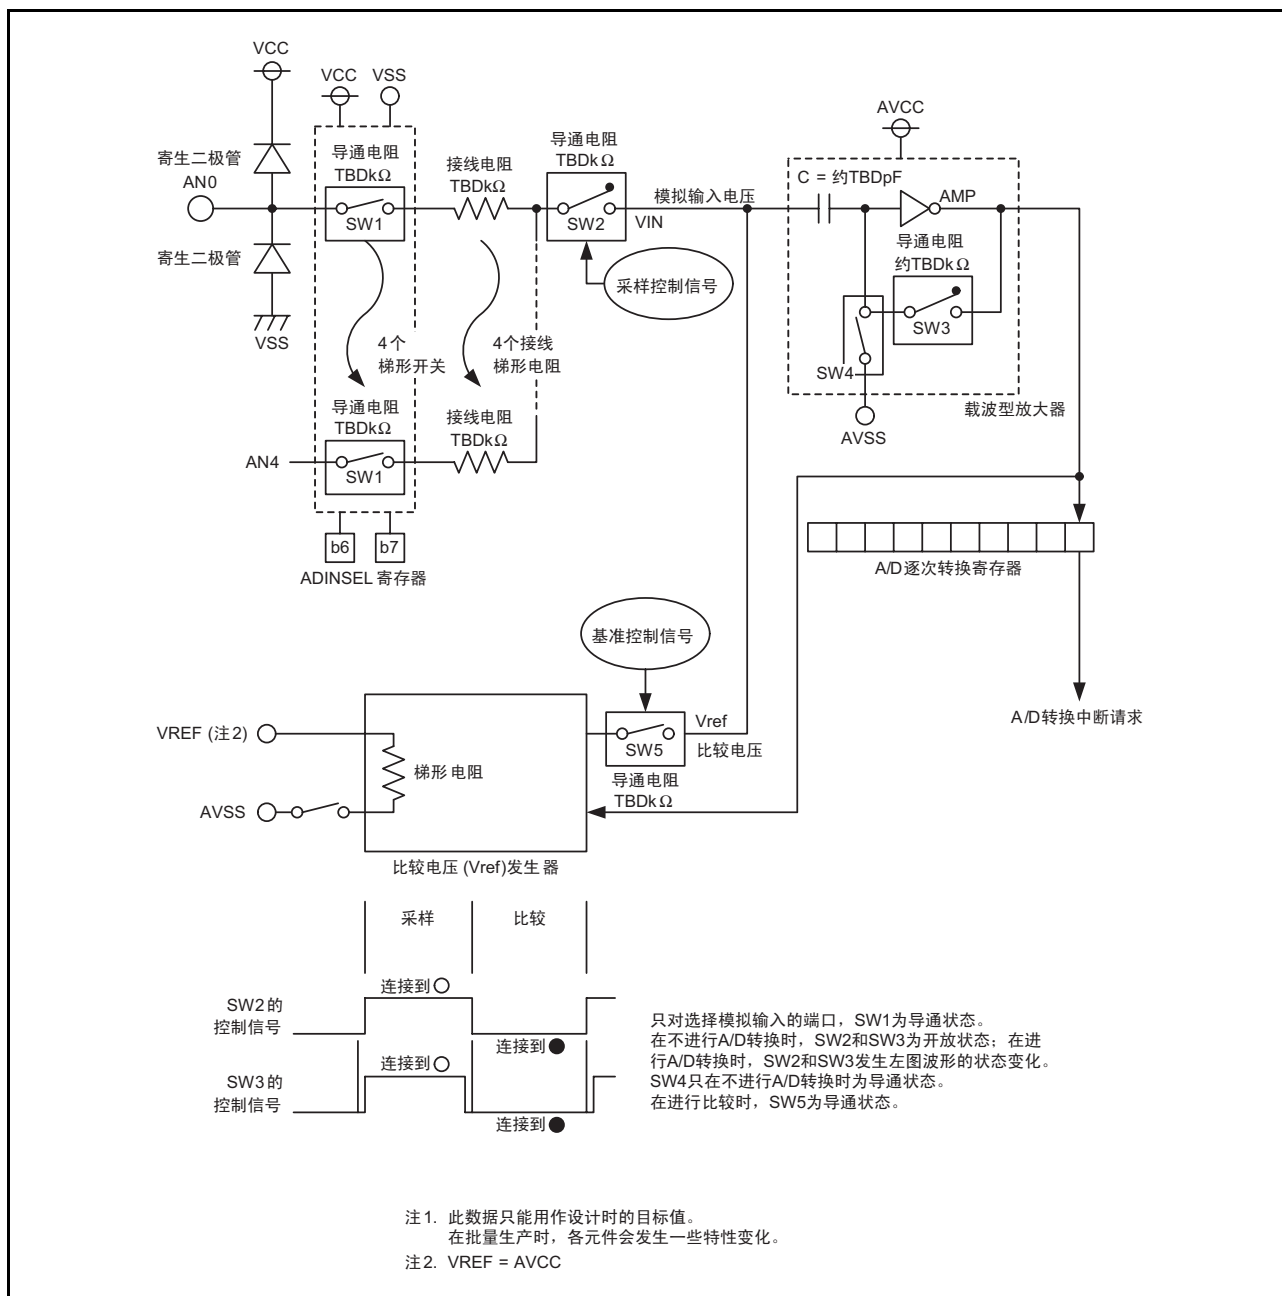 VCC
VCC
VSS
AVCC
寄生二极管
AN0
导通电阻
TBDkΩ
SW1
接线电阻
TBDkΩ
导通电阻
TBDkΩ
SW2
模拟输入电压
VIN
C = 约TBDpF
AMP
导通电阻
约TBDkΩ
SW3
SW4
AVSS
载波型放大器
寄生二极管
VSS
采样控制信号
4个
梯形开关
4个接线
梯形电阻
导通电阻
TBDkΩ
SW1
接线电阻
TBDkΩ
AN4
b6
b7
ADINSEL 寄存器
A/D逐次转换寄存器
A/D转换中断请求
基准控制信号
VREF (注2)
梯形电阻
AVSS
SW5
Vref
比较电压
导通电阻
TBDkΩ
比较电压 (Vref)发生器
采样
比较
SW2的
控制信号
连接到
连接到
SW3的
控制信号
连接到
连接到
只对选择模拟输入的端口，SW1为导通状态。
在不进行A/D转换时，SW2和SW3为开放状态；在进
行A/D转换时，SW2和SW3发生左图波形的状态变化。
SW4只在不进行A/D转换时为导通状态。
在进行比较时，SW5为导通状态。
注1. 此数据只能用作设计时的目标值。
在批量生产时，各元件会发生一些特性变化。
注2. VREF = AVCC